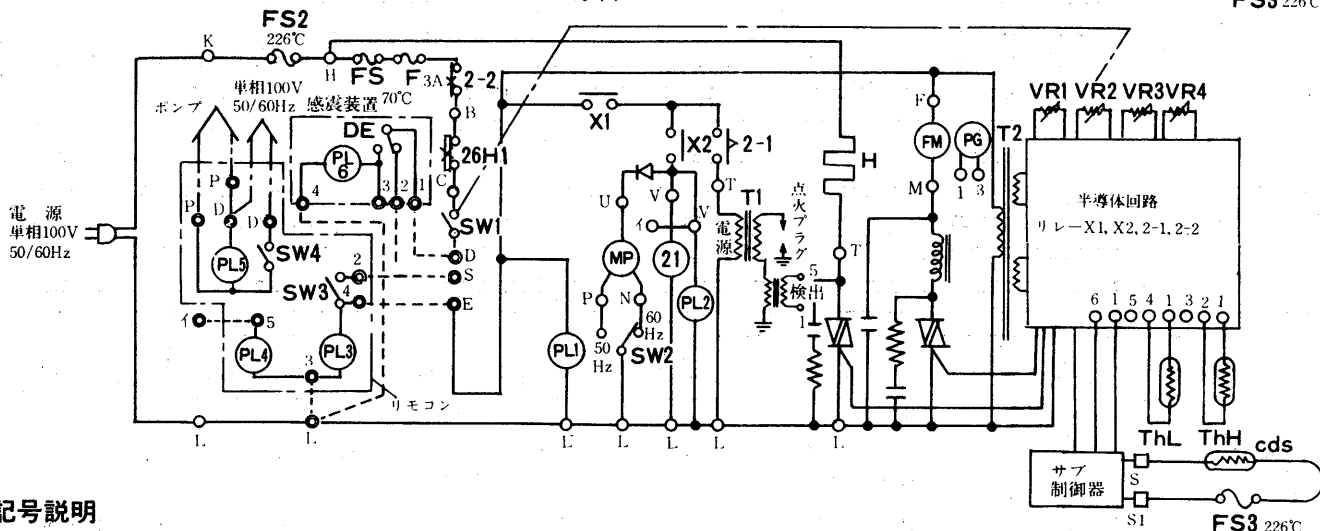 FS3 226℃
FS2
226℃
K
H
FS
F 3A
2-2
単相100V
50/60Hz
ポンプ
感震装置 70℃
B
DE
PL6
26H1
C
4
3
2
1
P
P
D
D
電源
単相100V
50/60Hz
SW1
D
PL5
SW4
2
S
SW3
4
E
イ
5
PL4
PL3
3
リモコン
L
L
X1
X2
2-1
U
V
T
イ
V
T1
MP
21
電源
点火プラグ
P
N
PL2
5
検出
1
PL1
50
Hz
60
Hz
SW2
L
L
L
L
H
T
L
F
FM
PG
M
1
3
T2
VR1
VR2
VR3
VR4
半導体回路
リレーX1, X2, 2-1, 2-2
6 1 5 4 1 3 2 1
ThL
ThH
cds
サブ
制御器
S
S1
FS3 226℃
記号説明